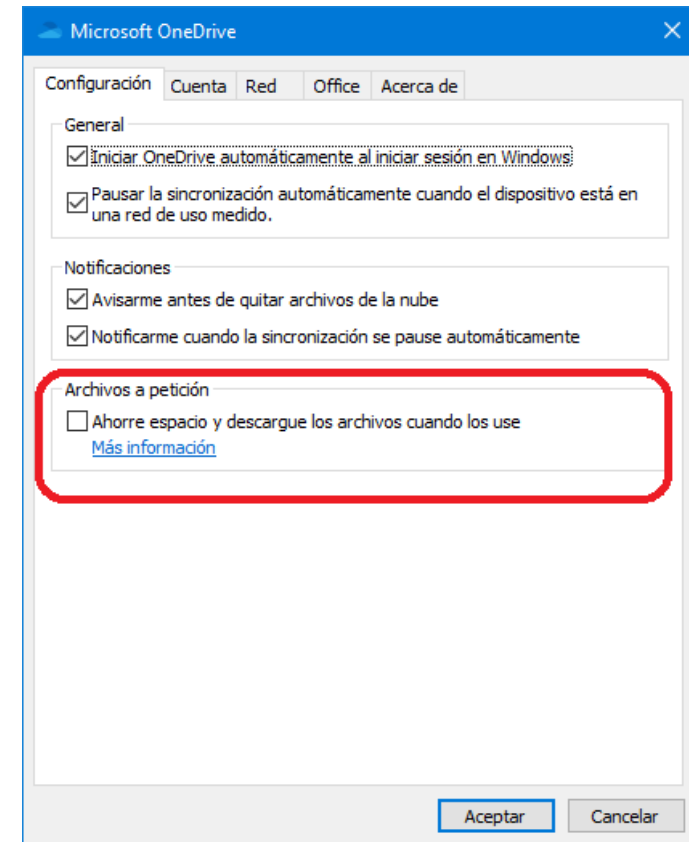 Microsoft OneDrive
Configuración Cuenta Red Office Acerca de
General
Iniciar OneDrive automáticamente al iniciar sesión en Windows
Pausar la sincronización automáticamente cuando el dispositivo está en
una red de uso medido.
Notificaciones
Avisarme antes de quitar archivos de la nube
Notificarme cuando la sincronización se pause automáticamente
Archivos a petición
Ahorre espacio y descargue los archivos cuando los use
Más información
Aceptar Cancelar